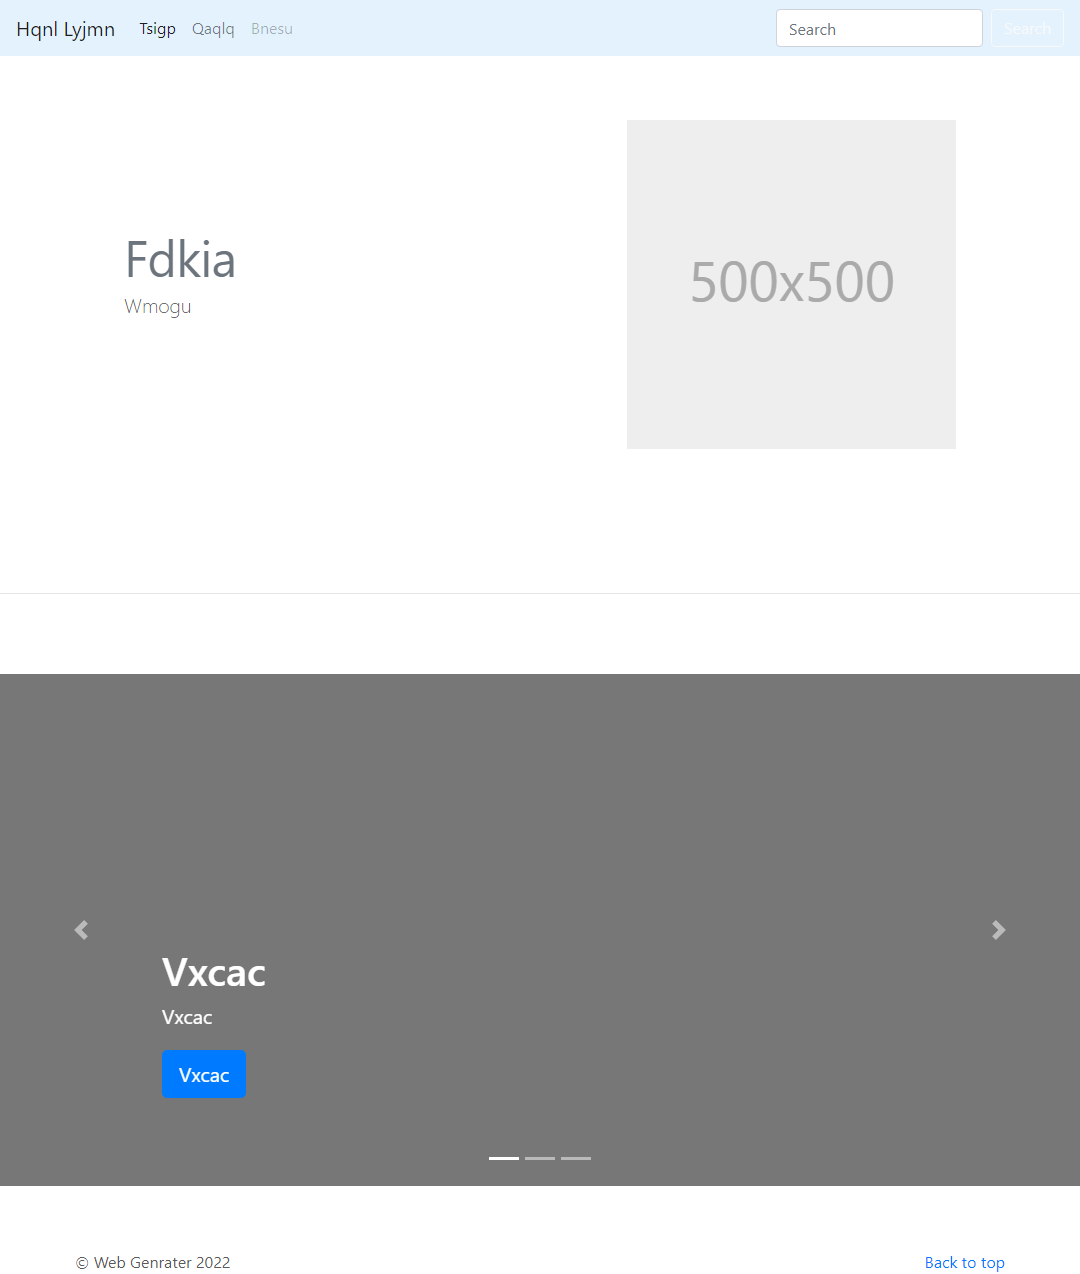 Hqnl Lyjmn Tsigp Qaqlq Bnesu Search Search
Fdkia
Wmogu
500x500
Vxcac
Vxcac
Vxcac
© Web Genrater 2022 Back to top